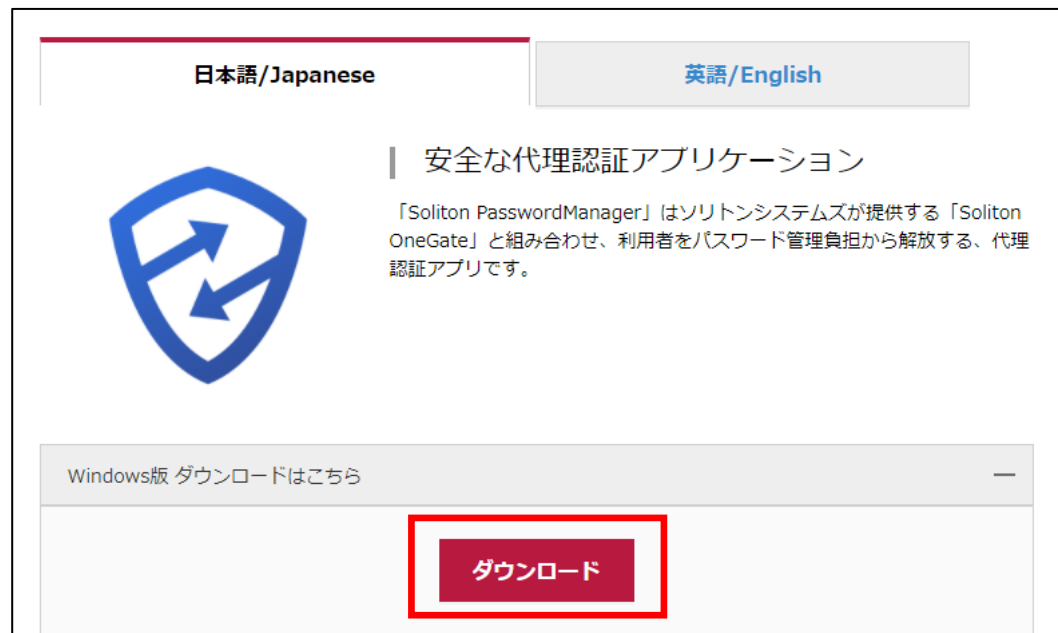 日本語/Japanese
英語/English
安全な代理認証アプリケーション
「Soliton PasswordManager」はソリトンシステムズが提供する「Soliton
OneGate」と組み合わせ、利用者をパスワード管理負担から解放する、代理
認証アプリです。
Windows版 ダウンロードはこちら
ダウンロード